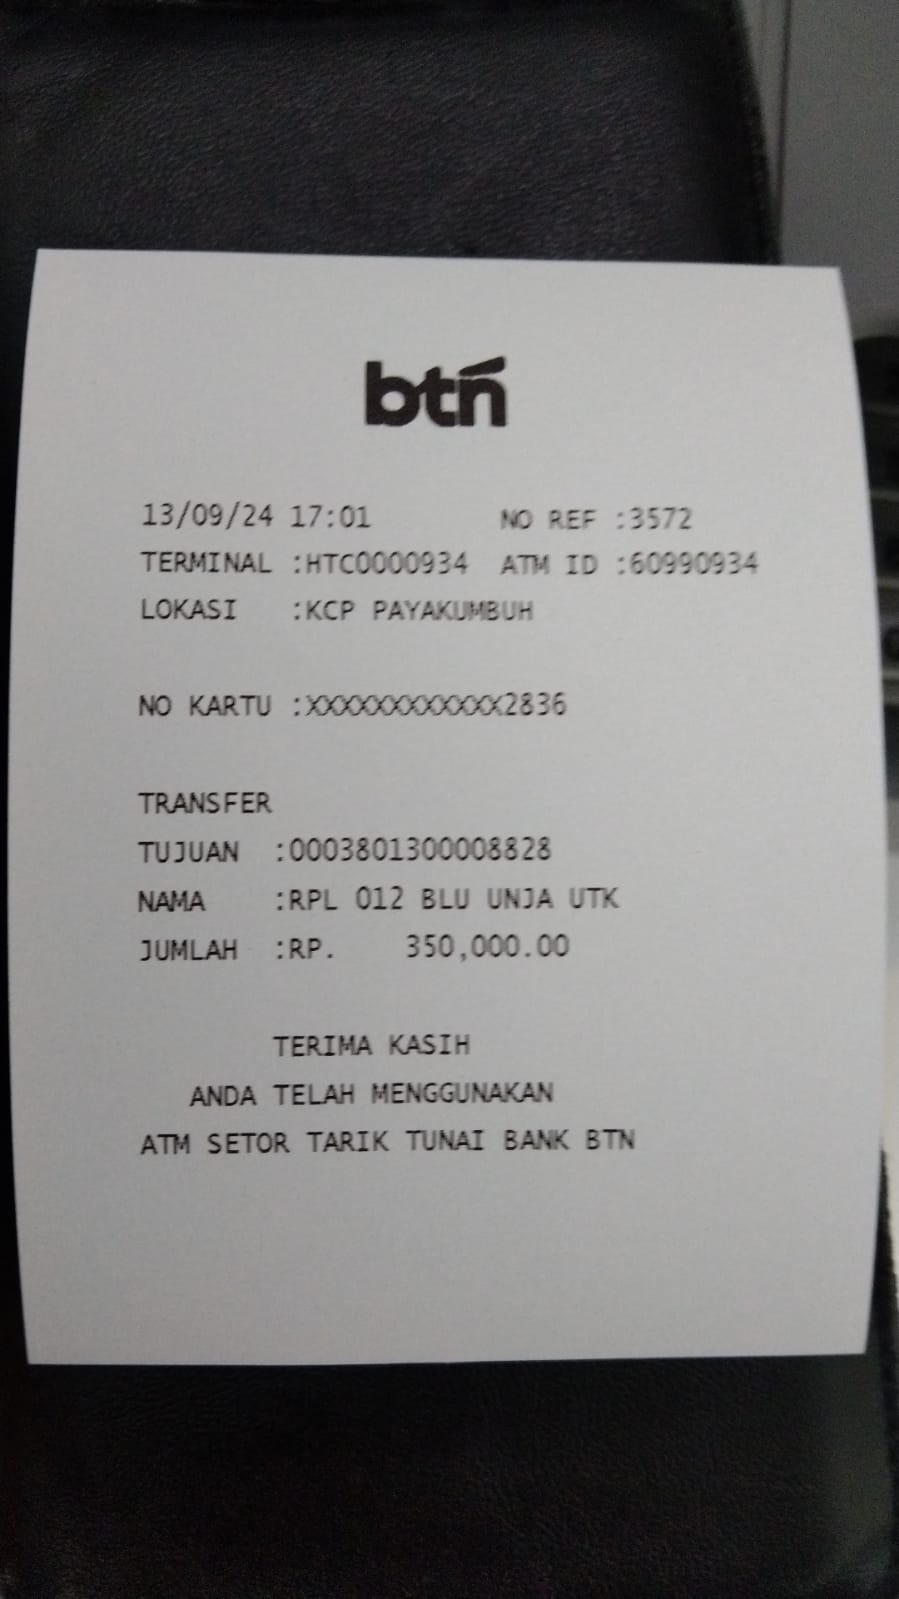 btn
13/09/24 17:01 NO REF :3572
TERMINAL :HTC0000934 ATM ID :60990934
LOKASI :KCP PAYAKUMBUH
NO KARTU :XXXXXXXXXXXX2836
TRANSFER
TUJUAN :0003801300008828
NAMA :RPL 012 BLU UNJA UTK
JUMLAH :RP. 350,000.00
TERIMA KASIH
ANDA TELAH MENGGUNAKAN
ATM SETOR TARIK TUNAI BANK BTN